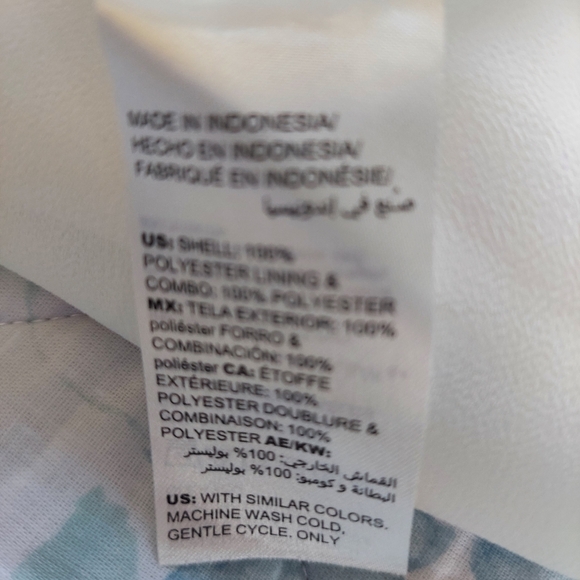 MADE IN INDONESIA/
HECHO EN INDONESIA/
FABRIQUÉ EN INDONÉSIE/
صنع في إندونيسيا
US: SHELL: 100%
POLYESTER LINING &
COMBO: 100% POLYESTER
MX: TELA EXTERIOR: 100%
poliéster FORRO &
COMBINACIÓN: 100%
poliéster CA: ÉTOFFE
EXTÉRIEURE: 100%
POLYESTER DOUBLURE &
COMBINAISON: 100%
POLYESTER AE/KW:
القماش الخارجي: 100% بوليستر
البطانة و كومبو: 100% بوليستر
US: WITH SIMILAR COLORS.
MACHINE WASH COLD,
GENTLE CYCLE. ONLY